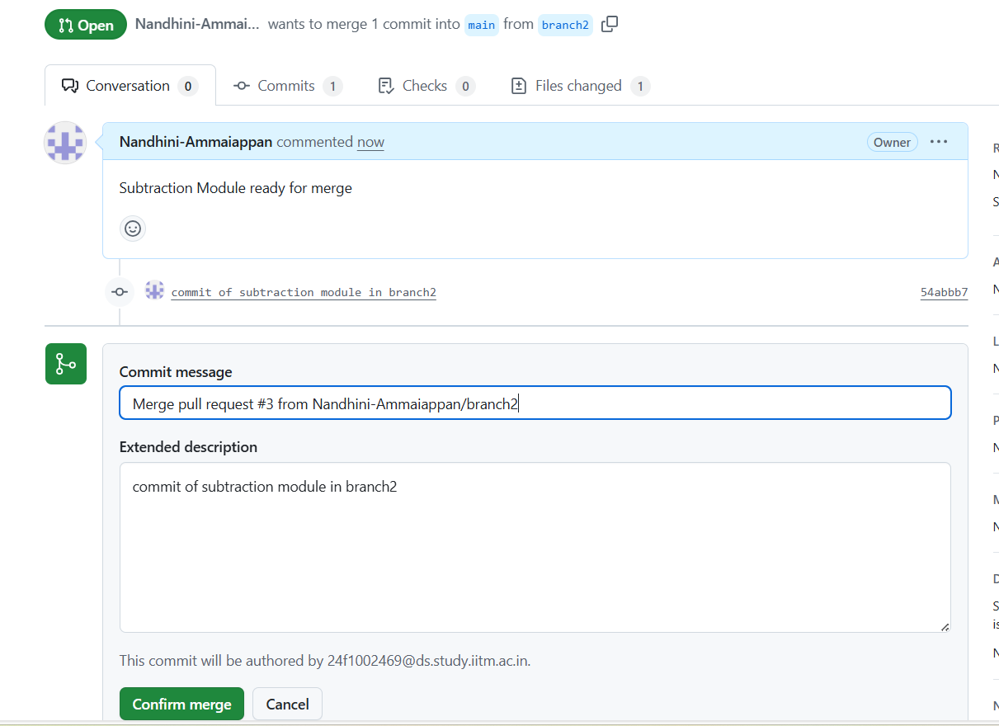 Open Nandhini-Ammai... wants to merge 1 commit into main from branch2
Conversation 0 Commits 1 Checks 0 Files changed 1
Nandhini-Ammaiappan commented now Owner
Subtraction Module ready for merge
commit of subtraction module in branch2 54abbb7
Commit message
Merge pull request #3 from Nandhini-Ammaiappan/branch2
Extended description
commit of subtraction module in branch2
This commit will be authored by 24f1002469@ds.study.iitm.ac.in.
Confirm merge Cancel